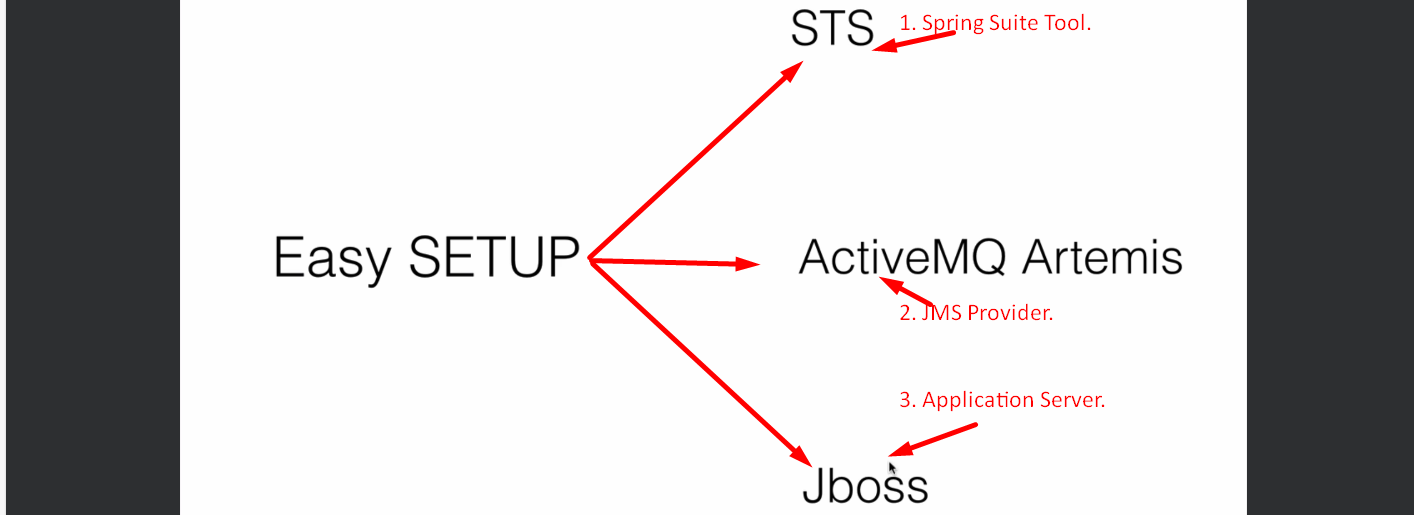 STS
1. Spring Suite Tool.
Easy SETUP
ActiveMQ Artemis
2. JMS Provider.
3. Application Server.
Jboss